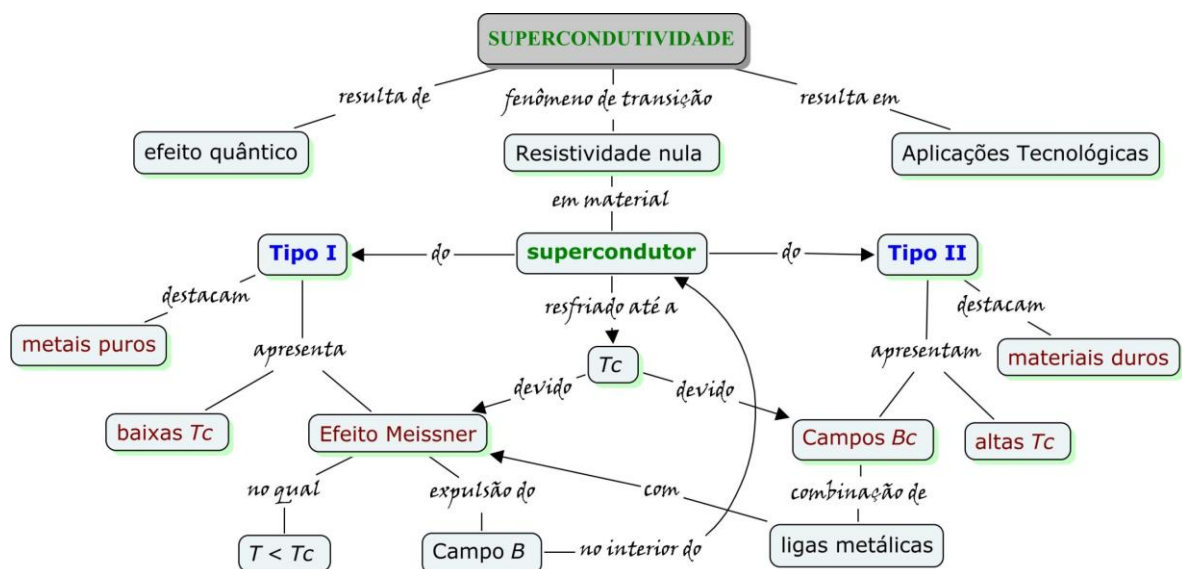 SUPERCONDUTIVIDADE
resulta de
fenômeno de transição
resulta em
efeito quântico
Resistividade nula
Aplicações Tecnológicas
em material
Tipo I
do
supercondutor
do
Tipo II
destacam
resfriado até a
destacam
metais puros
apresenta
Tc
apresentam
materiais duros
devido
devido
baixas Tc
Efeito Meissner
Campos Bc
altas Tc
no qual
expulsão do
com
combinação de
T < Tc
Campo B
no interior do
ligas metálicas